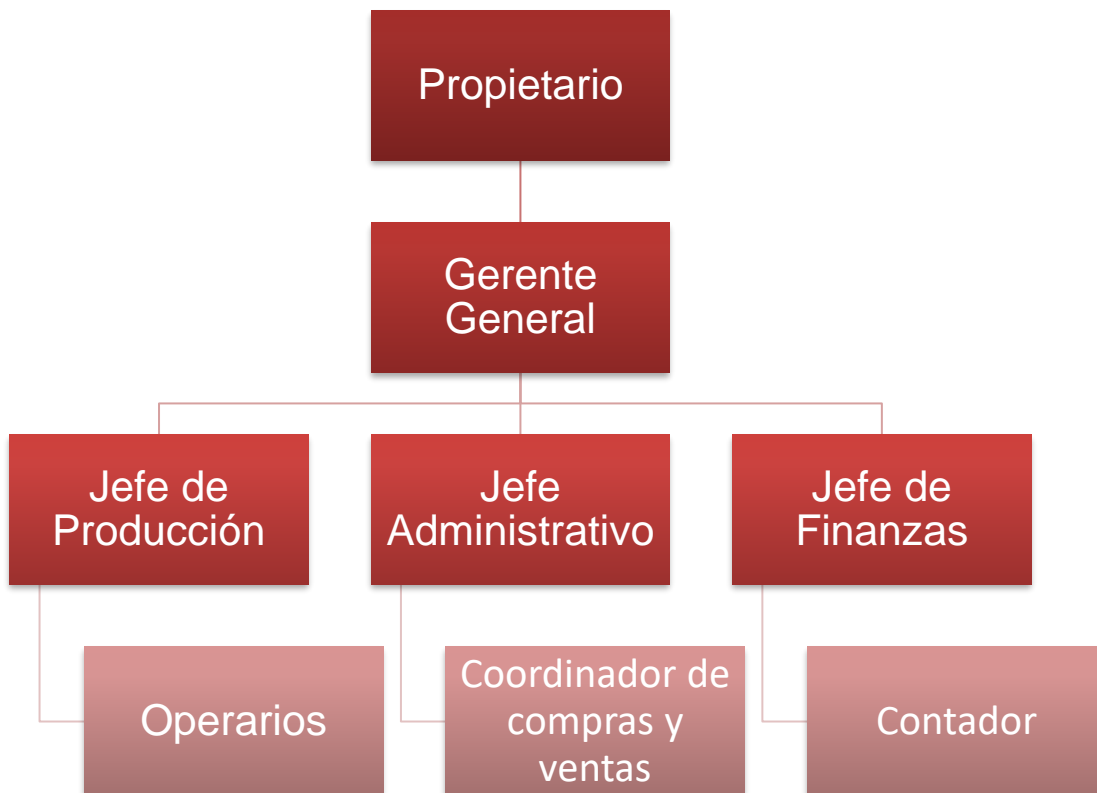 Propietario
Gerente
General
Jefe de
Producción
Jefe
Administrativo
Jefe de
Finanzas
Operarios
Coordinador de
compras y
ventas
Contador